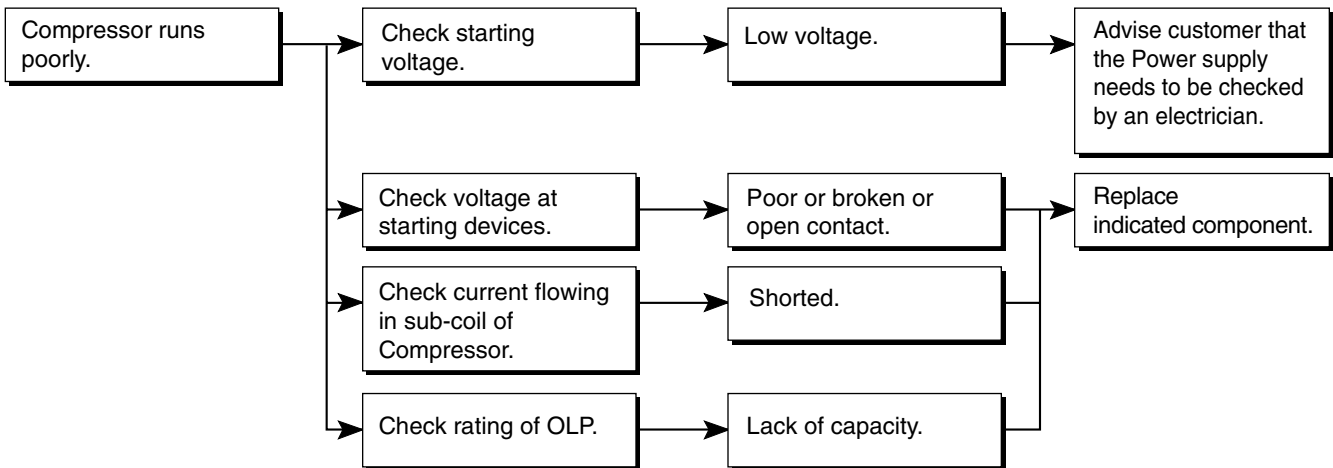 Compressor runs
poorly.
Check starting
voltage.
Low voltage.
Advise customer that
the Power supply
needs to be checked
by an electrician.
Check voltage at
starting devices.
Poor or broken or
open contact.
Replace
indicated component.
Check current flowing
in sub-coil of
Compressor.
Shorted.
Check rating of OLP.
Lack of capacity.